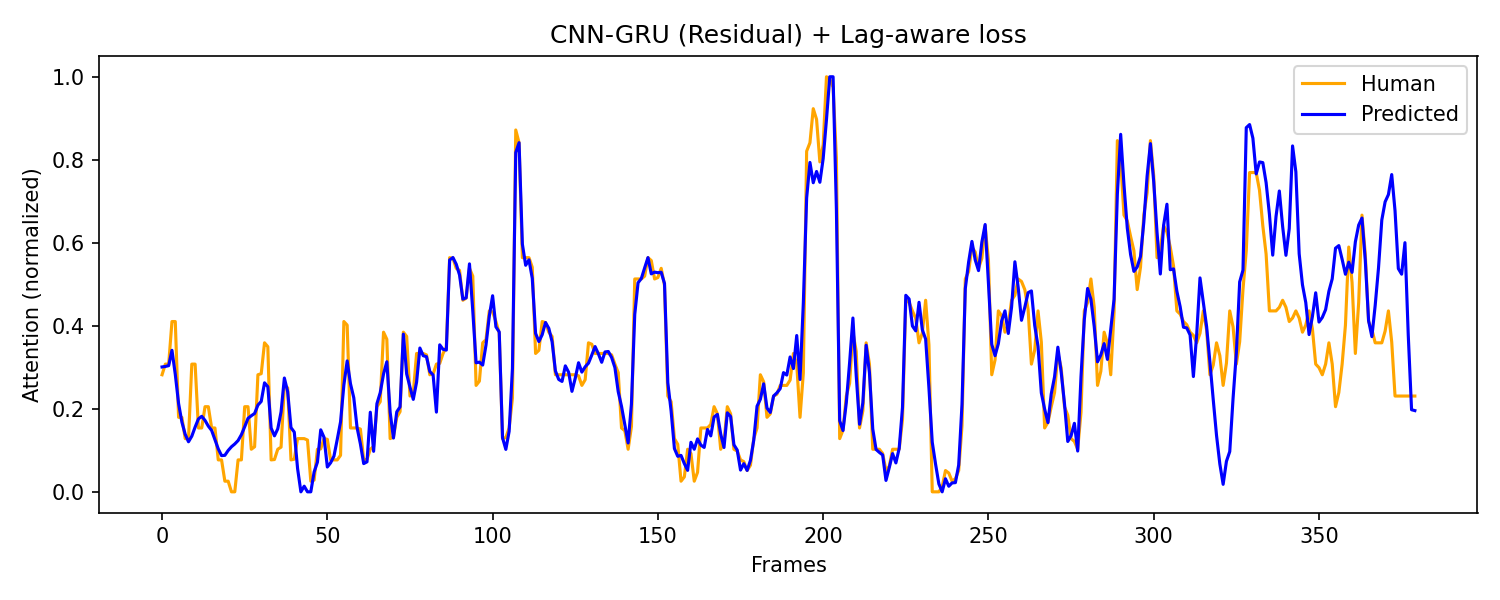 CNN-GRU (Residual) + Lag-aware loss
Human
Predicted
Attention (normalized)
1.0
0.8
0.6
0.4
0.2
0.0
0 50 100 150 200 250 300 350
Frames